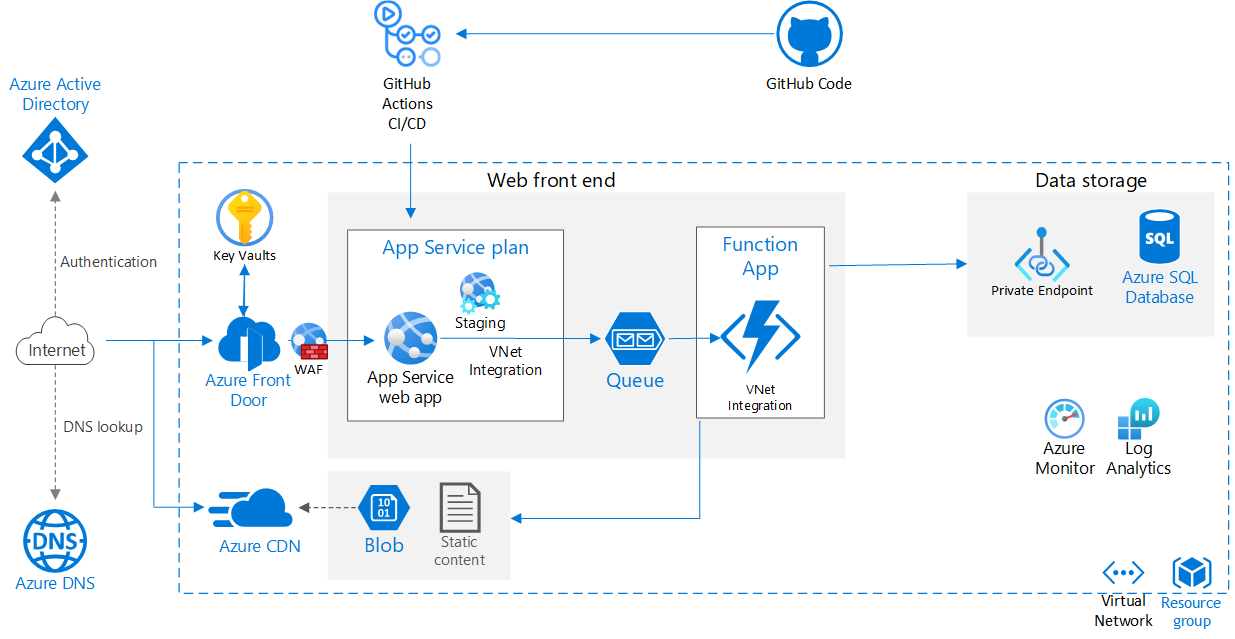 GitHub
Actions
CI/CD
GitHub Code
Azure Active
Directory
Web front end
Data storage
Key Vaults
App Service plan
Function
App
SQL
Private Endpoint
Azure SQL
Database
Authentication
Staging
Internet
WAF
VNet
Integration
App Service
web app
Azure Front
Door
Queue
VNet
Integration
DNS lookup
Azure
Monitor
Log
Analytics
10
01
DNS
Azure DNS
Azure CDN
Blob
Static
content
Virtual
Network
Resource
group